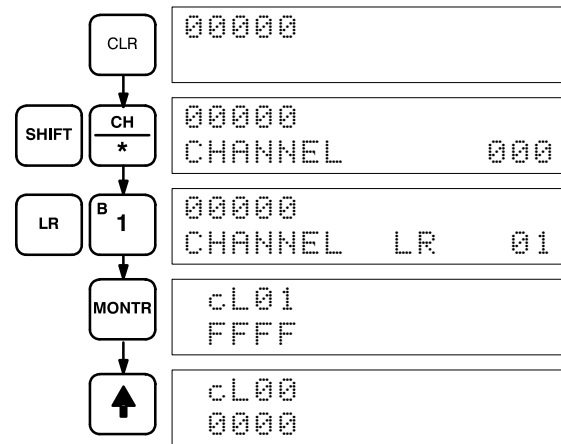 CLR
00000
SHIFT
CH
*
00000
CHANNEL 000
LR
B
1
00000
CHANNEL LR 01
MONTR
cL01
FFFF
cL00
0000